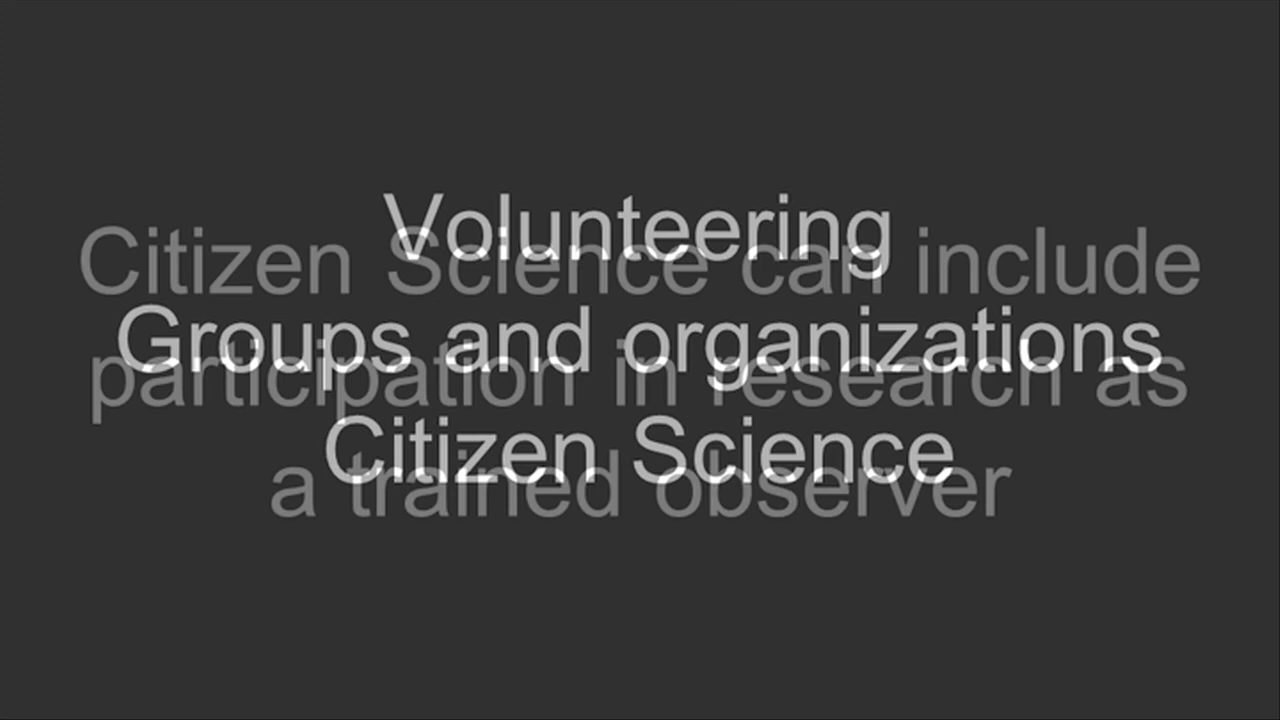 Volunteering
Citizen Science can include
Groups and organizations
participation in research as
Citizen Science
a trained observer